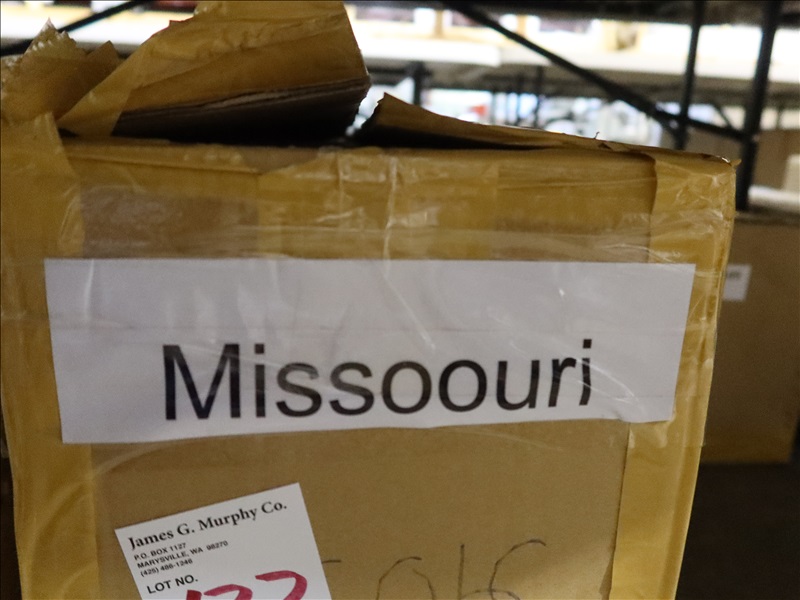 Missoouri
James G. Murphy Co.
P.O. BOX 1127
MARYSVILLE, WA 98270
(425) 486-1246
LOT NO.